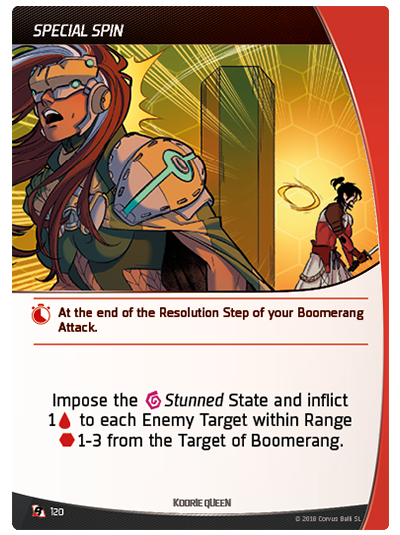 SPECIAL SPIN
At the end of the Resolution Step of your Boomerang
Attack.
Impose the Stunned State and inflict
1 to each Enemy Target within Range
1-3 from the Target of Boomerang.
KOORIE QUEEN
120
© 2018 Corvus Belli SL